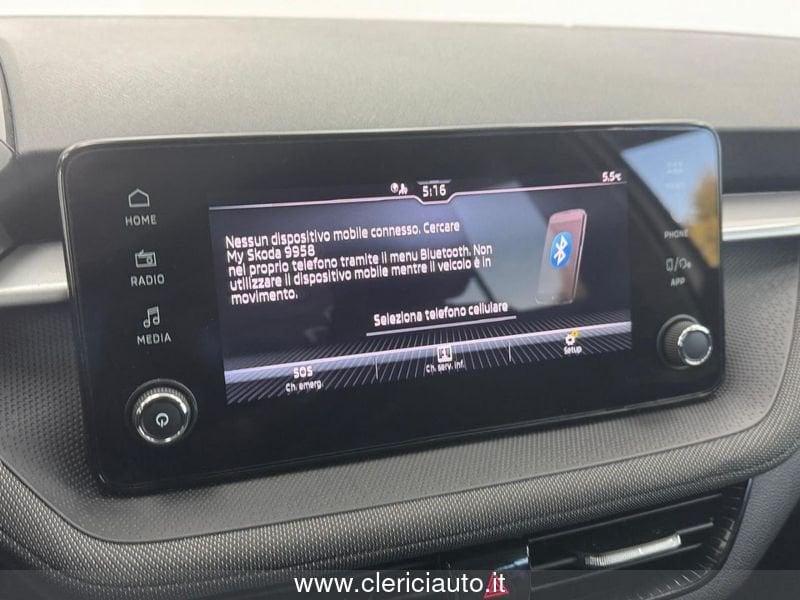 5:16
5.5°C
HOME
RADIO
MEDIA
Nessun dispositivo mobile connesso. Cercare
My Skoda 9958
nel proprio telefono tramite il menu Bluetooth. Non
utilizzare il dispositivo mobile mentre il veicolo è in
movimento.
Seleziona telefono cellulare
SOS
Ch. emerg.
Ch. serv. inf.
Setup
PHONE
APP
www.clericiauto.it